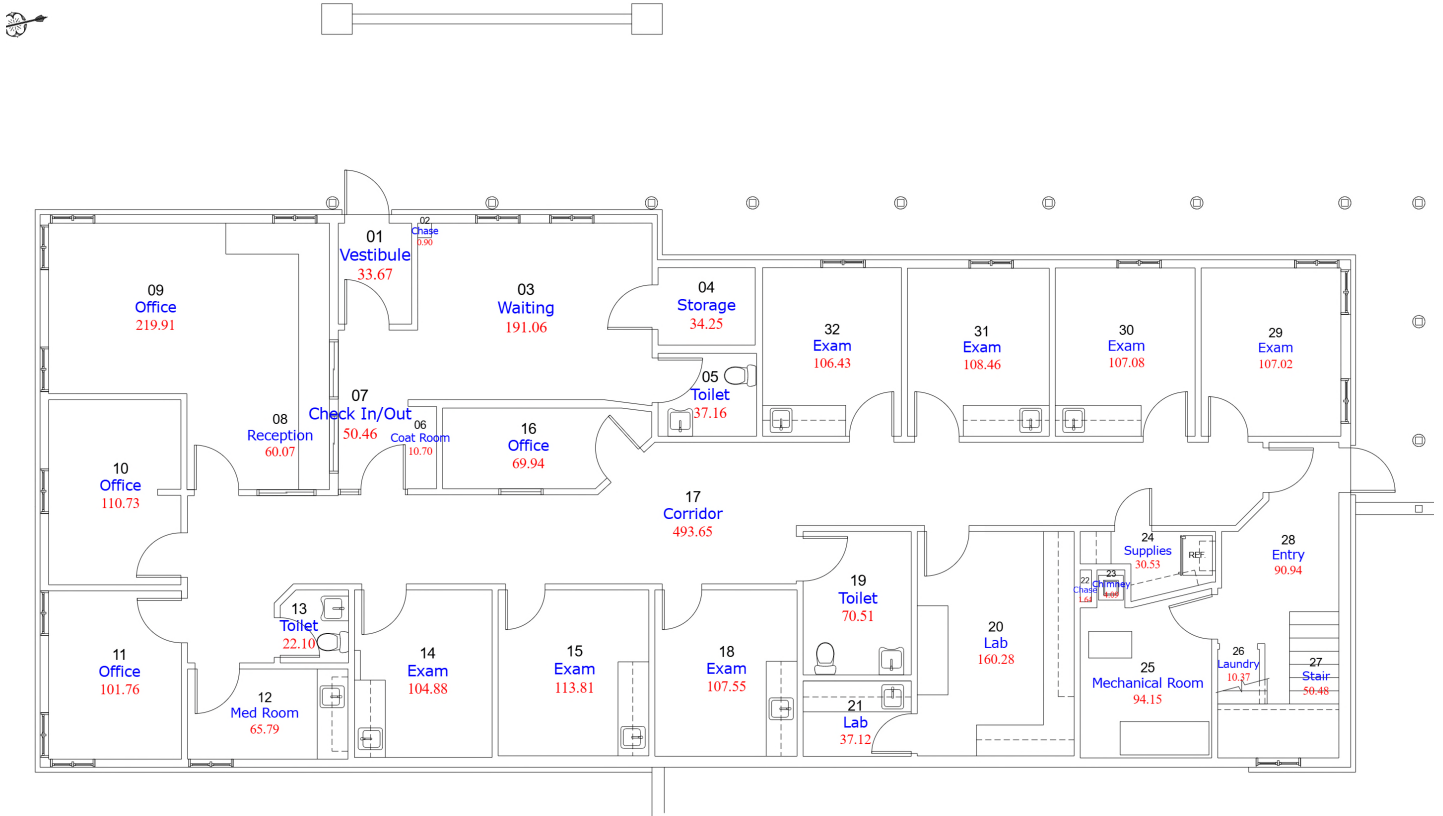 01
Vestibule
33.67
02
Chase
0.90
03
Waiting
191.06
04
Storage
34.25
05
Toilet
37.16
06
Coat Room
10.70
07
Check In/Out
50.46
08
Reception
60.07
09
Office
219.91
10
Office
110.73
11
Office
101.76
12
Med Room
65.79
13
Toilet
22.10
14
Exam
104.88
15
Exam
113.81
16
Office
69.94
17
Corridor
493.65
18
Exam
107.55
19
Toilet
70.51
20
Lab
160.28
21
Lab
37.12
22
Chase
1.64
23
Chimney
24
Supplies
30.53
REF.
25
Mechanical Room
94.15
26
Laundry
10.37
27
Stair
50.48
28
Entry
90.94
29
Exam
107.02
30
Exam
107.08
31
Exam
108.46
32
Exam
106.43